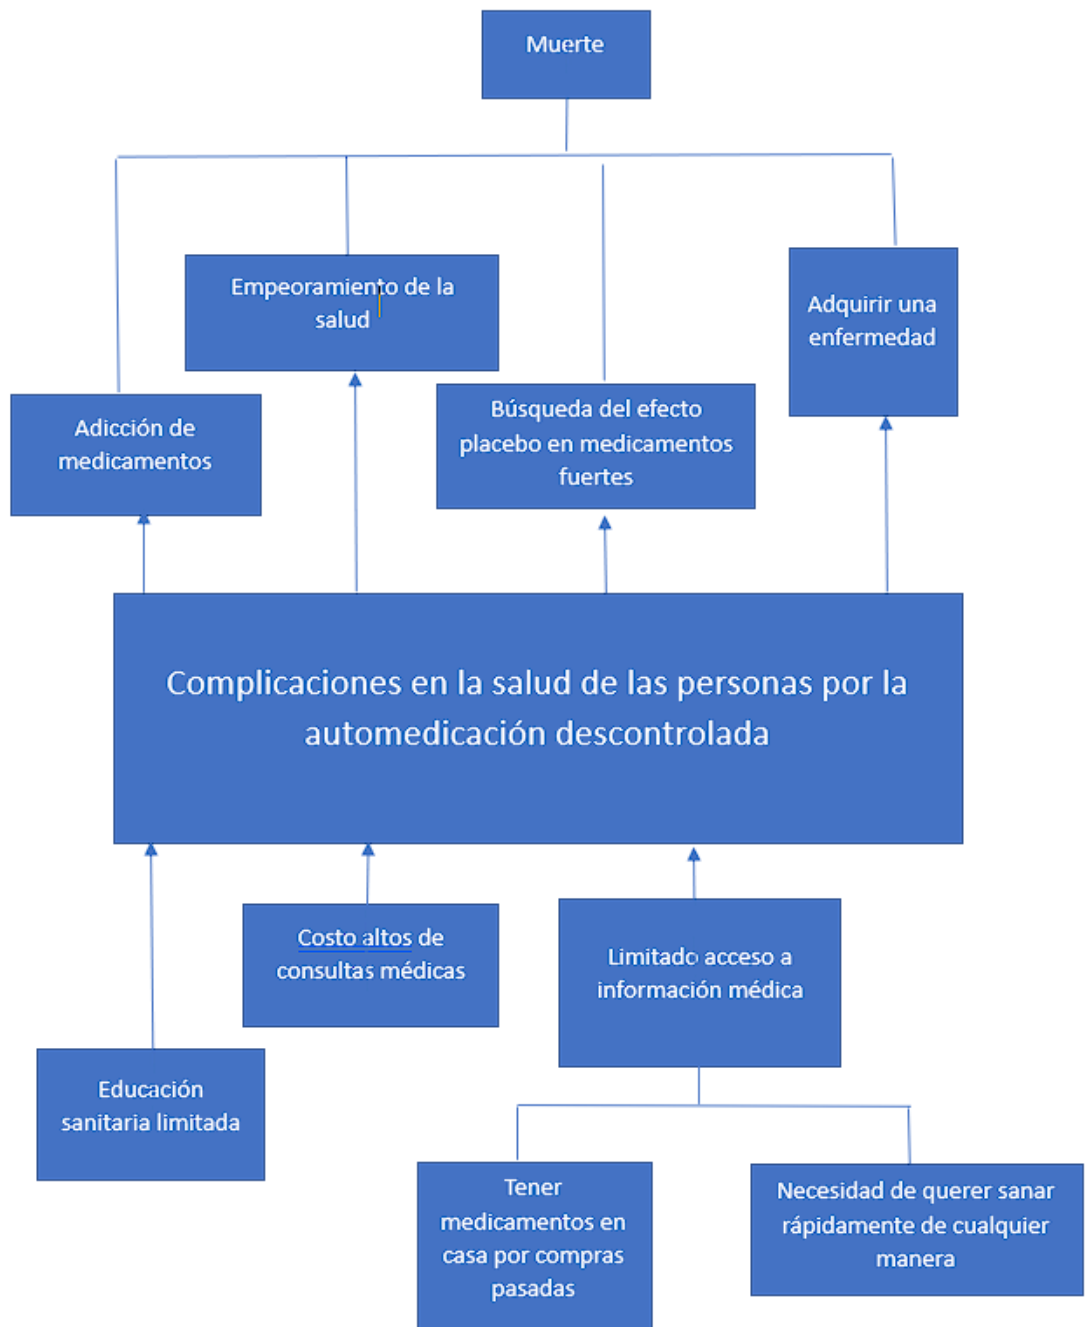 Muerte
Empeoramiento de la
salud
Adquirir una
enfermedad
Adicción de
medicamentos
Búsqueda del efecto
placebo en medicamentos
fuertes
Complicaciones en la salud de las personas por la
automedicación descontrolada
Costo altos de
consultas médicas
Limitado acceso a
información médica
Educación
sanitaria limitada
Tener
medicamentos en
casa por compras
pasadas
Necesidad de querer sanar
rápidamente de cualquier
manera